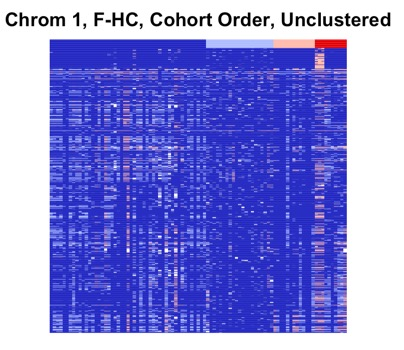 Chrom 1, F-HC, Cohort Order, Unclustered